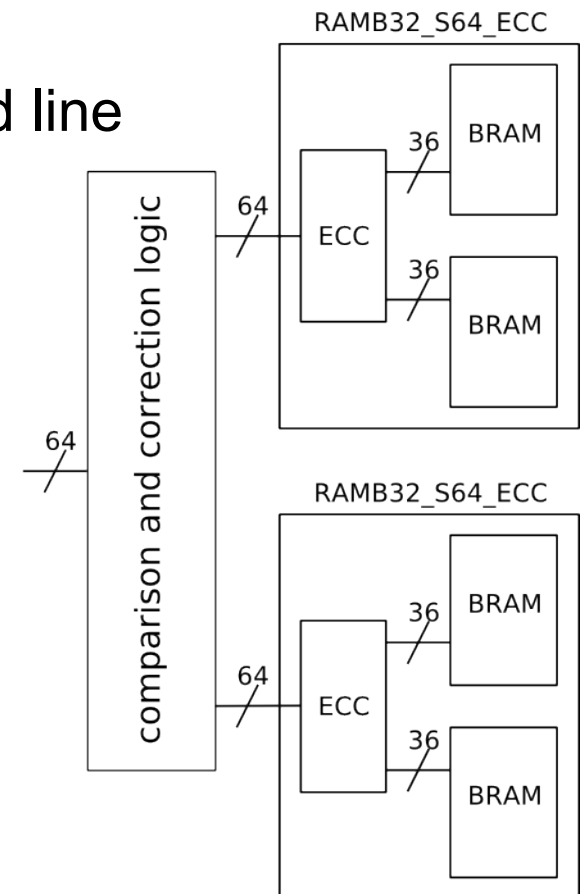 RAMB32_S64_ECC
d line
36
BRAM
64
ECC
36
BRAM
comparison and correction logic
64
RAMB32_S64_ECC
36
BRAM
64
ECC
36
BRAM